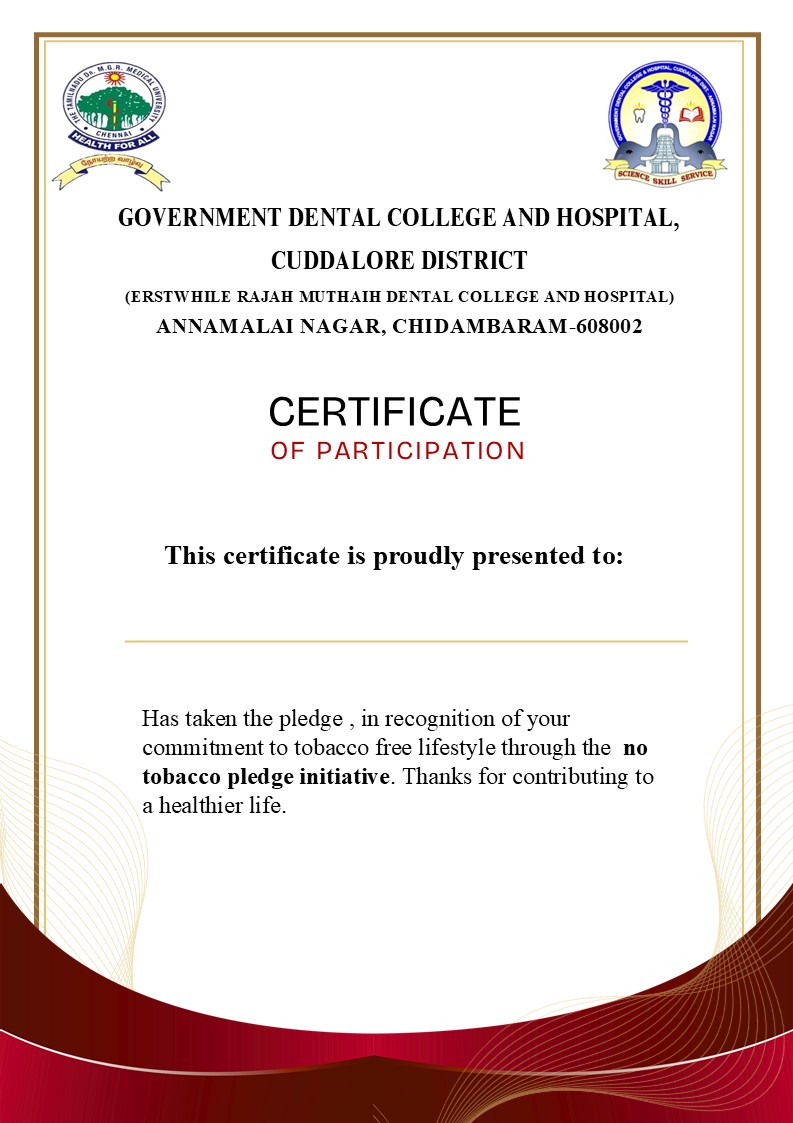 THE TAMILNADU Dr. M.G.R. MEDICAL UNIVERSITY
CHENNAI
HEALTH FOR ALL
நோயற்ற வாழ்வு
GOVERNMENT DENTAL COLLEGE & HOSPITAL, CUDDALORE DIST. ANNAMALAI NAGAR
SCIENCE SKILL SERVICE
GOVERNMENT DENTAL COLLEGE AND HOSPITAL,
CUDDALORE DISTRICT
(ERSTWHILE RAJAH MUTHAIH DENTAL COLLEGE AND HOSPITAL)
ANNAMALAI NAGAR, CHIDAMBARAM-608002
CERTIFICATE
OF PARTICIPATION
This certificate is proudly presented to:
Has taken the pledge , in recognition of your
commitment to tobacco free lifestyle through the no
tobacco pledge initiative. Thanks for contributing to
a healthier life.